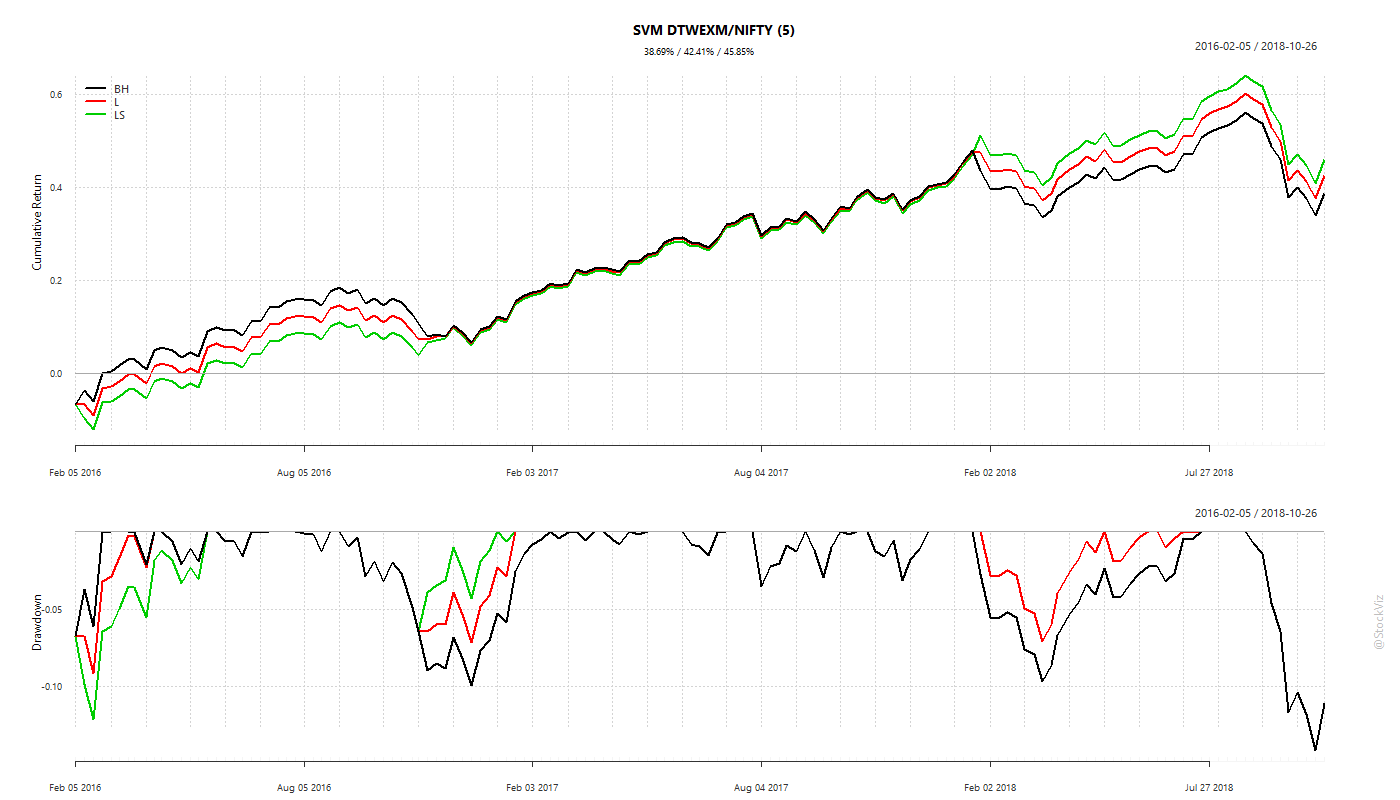 SVM DTWEXM/NIFTY (5)
38.69% / 42.41% / 45.85%
2016-02-05 / 2018-10-26
BH
L
LS
Cumulative Return
0.6
0.4
0.2
0.0
Feb 05 2016 Aug 05 2016 Feb 03 2017 Aug 04 2017 Feb 02 2018 Jul 27 2018
2016-02-05 / 2018-10-26
Drawdown
-0.05
-0.10
Feb 05 2016 Aug 05 2016 Feb 03 2017 Aug 04 2017 Feb 02 2018 Jul 27 2018
@StockViz